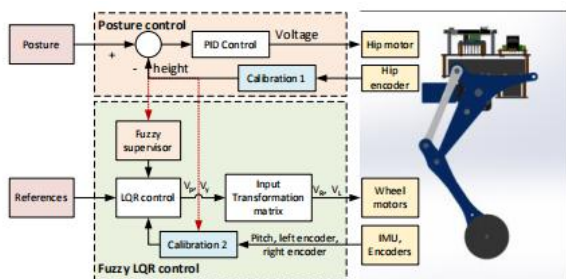 Posture control
Posture
+
-
PID Control
Voltage
Hip motor
height
Calibration 1
Hip
encoder
Fuzzy
supervisor
References
LQR control
Vp, Vy
Input
Transformation
matrix
VR, VL
Wheel
motors
Calibration 2
Pitch, left encoder,
right encoder
IMU,
Encoders
Fuzzy LQR control